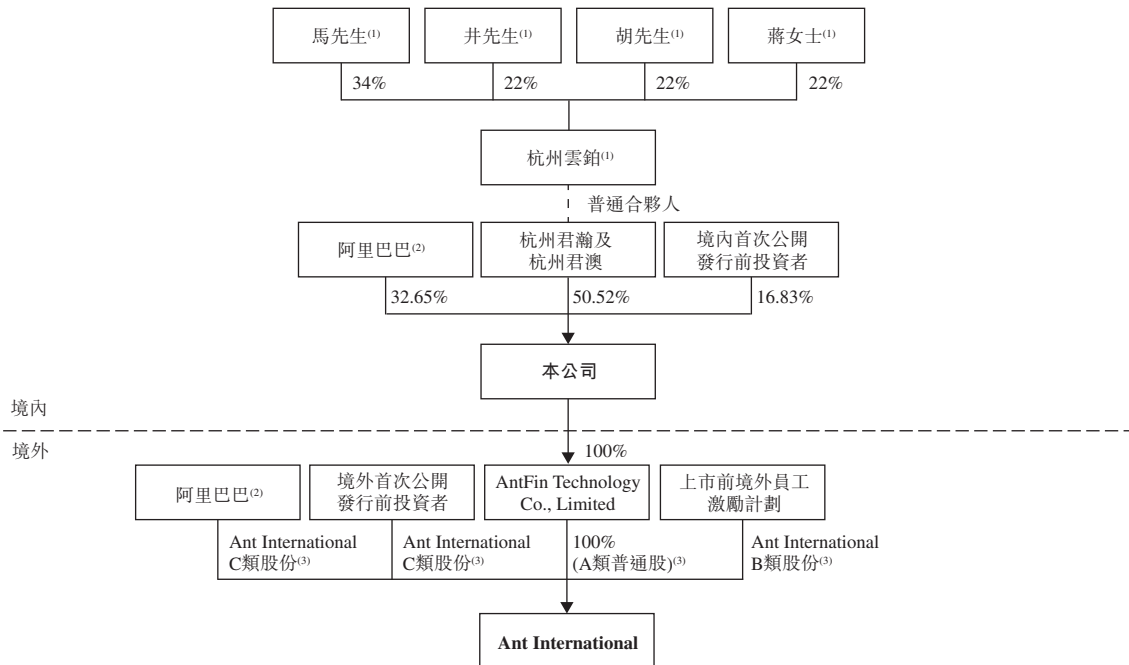 馬先生(1)
井先生(1)
胡先生(1)
蔣女士(1)
34%
22%
22%
22%
杭州雲鉑(1)
普通合夥人
阿里巴巴(2)
杭州君瀚及
杭州君澳
境內首次公開
發行前投資者
32.65%
50.52%
16.83%
本公司
境內
境外
100%
阿里巴巴(2)
境外首次公開
發行前投資者
AntFin Technology
Co., Limited
上市前境外員工
激勵計劃
Ant International
C類股份(3)
Ant International
C類股份(3)
100%
(A類普通股)(3)
Ant International
B類股份(3)
Ant International